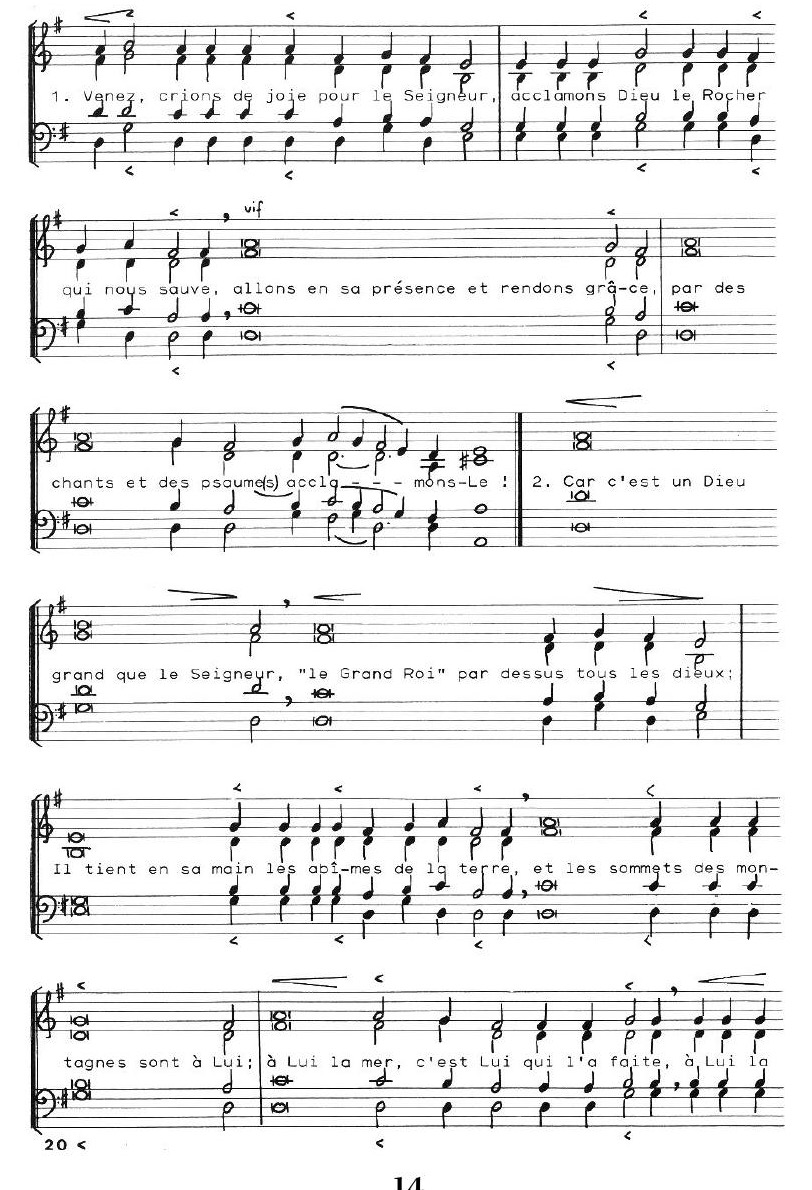 1. Venez, crions de joie pour le Seigneur, acclamons Dieu le Rocher
vif
qui nous sauve, allons en sa présence et rendons grâ-ce, par des
chants et des psaumes(s) accla - - - mons-Le ! 2. Car c'est un Dieu
grand que le Seigneur, "le Grand Roi" par dessus tous les dieux;
Il tient en sa main les abî-mes de la terre, et les sommets des mon-
tagnes sont à Lui; à Lui la mer, c'est Lui qui l'a faite, à Lui la
20
14